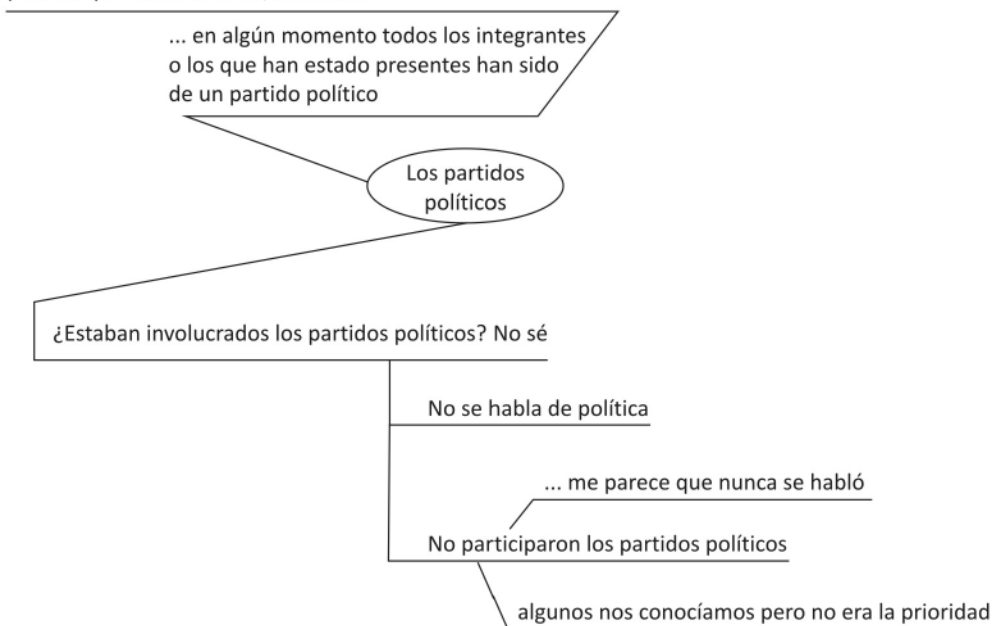 ... en algún momento todos los integrantes
o los que han estado presentes han sido
de un partido político
Los partidos
políticos
¿Estaban involucrados los partidos políticos? No sé
No se habla de política
... me parece que nunca se habló
No participaron los partidos políticos
algunos nos conocíamos pero no era la prioridad